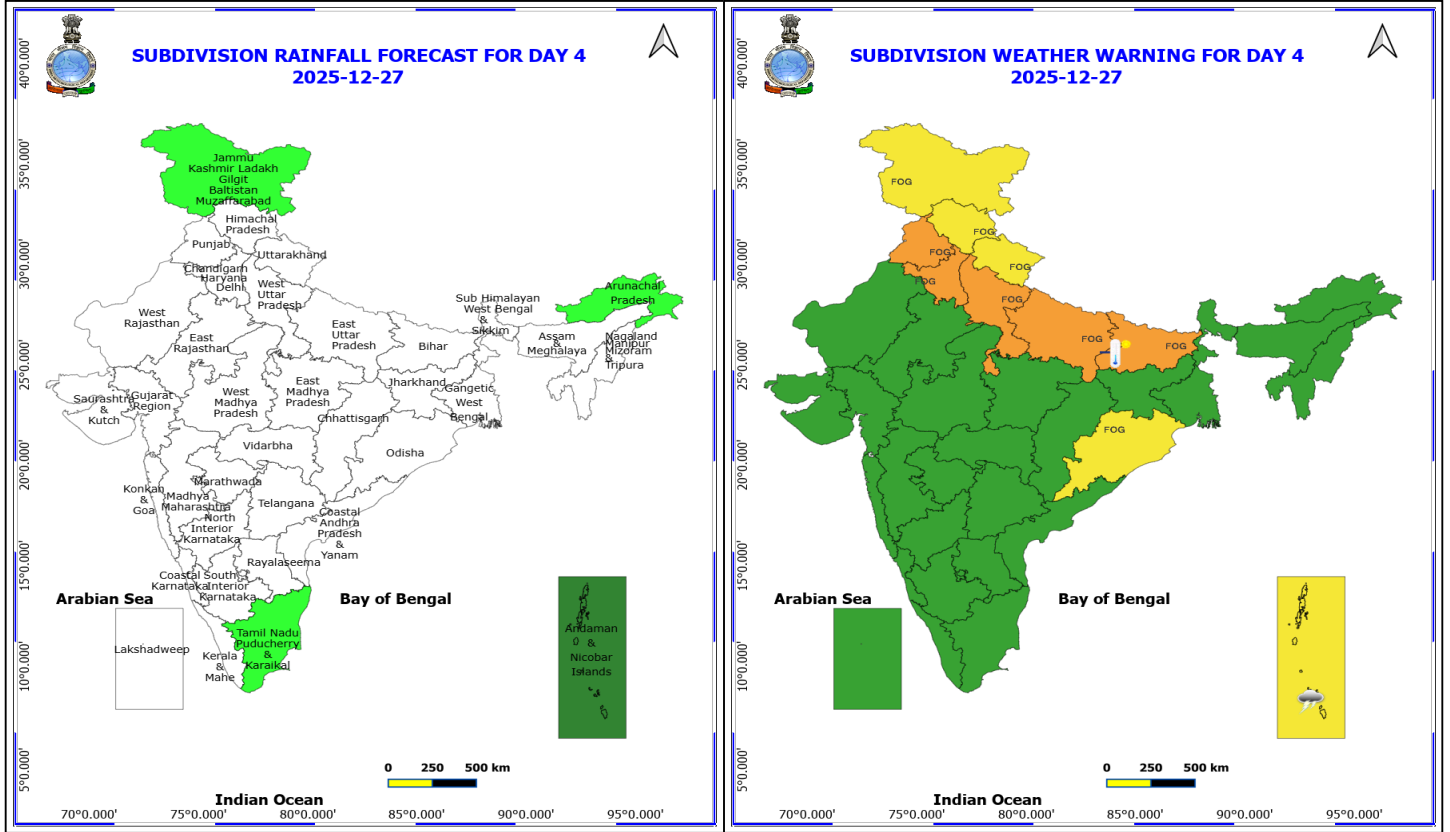 SUBDIVISION RAINFALL FORECAST FOR DAY 4
2025-12-27
40°0.000'
35°0.000'
30°0.000'
25°0.000'
20°0.000'
15°0.000'
10°0.000'
5°0.000'
Jammu
Kashmir Ladakh
Gilgit
Baltistan
Muzaffarabad
Himachal
Pradesh
Punjab
Uttarakhand
Chandigarh
Haryana
Delhi
West
Uttar
Pradesh
Arunachal
Pradesh
Sub Himalayan
West Bengal
&
Sikkim
West
Rajasthan
East
Rajasthan
East
Uttar
Pradesh
Bihar
Assam
&
Meghalaya
Nagaland
Manipur
Mizoram
&
Tripura
Saurashtra
&
Kutch
Gujarat
Region
West
Madhya
Pradesh
East
Madhya
Pradesh
Jharkhand
Gangetic
West
Bengal
Chhattisgarh
Vidarbha
Odisha
Konkan
&
Goa
Madhya
Maharashtra
Marathwada
Telangana
North
Interior
Karnataka
Coastal
Andhra
Pradesh
&
Yanam
Rayalaseema
Coastal
Karnataka
South
Interior
Karnataka
Arabian Sea
Bay of Bengal
Lakshadweep
Kerala
&
Mahe
Tamil Nadu
Puducherry
&
Karaikal
Andaman
&
Nicobar
Islands
0 250 500 km
Indian Ocean
70°0.000' 75°0.000' 80°0.000' 85°0.000' 90°0.000' 95°0.000'
SUBDIVISION WEATHER WARNING FOR DAY 4
2025-12-27
40°0.000'
35°0.000'
30°0.000'
25°0.000'
20°0.000'
15°0.000'
10°0.000'
5°0.000'
FOG
FOG
FOG
FOG
FOG
FOG
FOG
FOG
FOG
Arabian Sea
Bay of Bengal
0 250 500 km
Indian Ocean
70°0.000' 75°0.000' 80°0.000' 85°0.000' 90°0.000' 95°0.000'